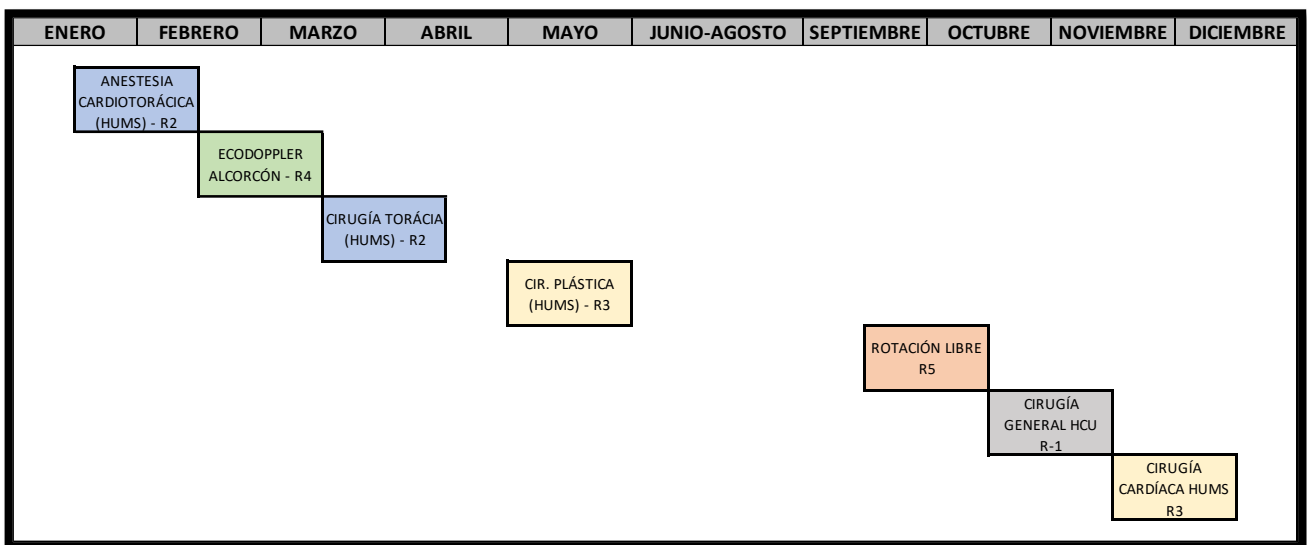 ENERO FEBRERO MARZO ABRIL MAYO JUNIO-AGOSTO SEPTIEMBRE OCTUBRE NOVIEMBRE DICIEMBRE
ANESTESIA
CARDIOTORÁCICA
(HUMS) - R2
ECODOPPLER
ALCORCÓN - R4
CIRUGÍA TORÁCIA
(HUMS) - R2
CIR. PLÁSTICA
(HUMS) - R3
ROTACIÓN LIBRE
R5
CIRUGÍA
GENERAL HCU
R-1
CIRUGÍA
CARDÍACA HUMS
R3